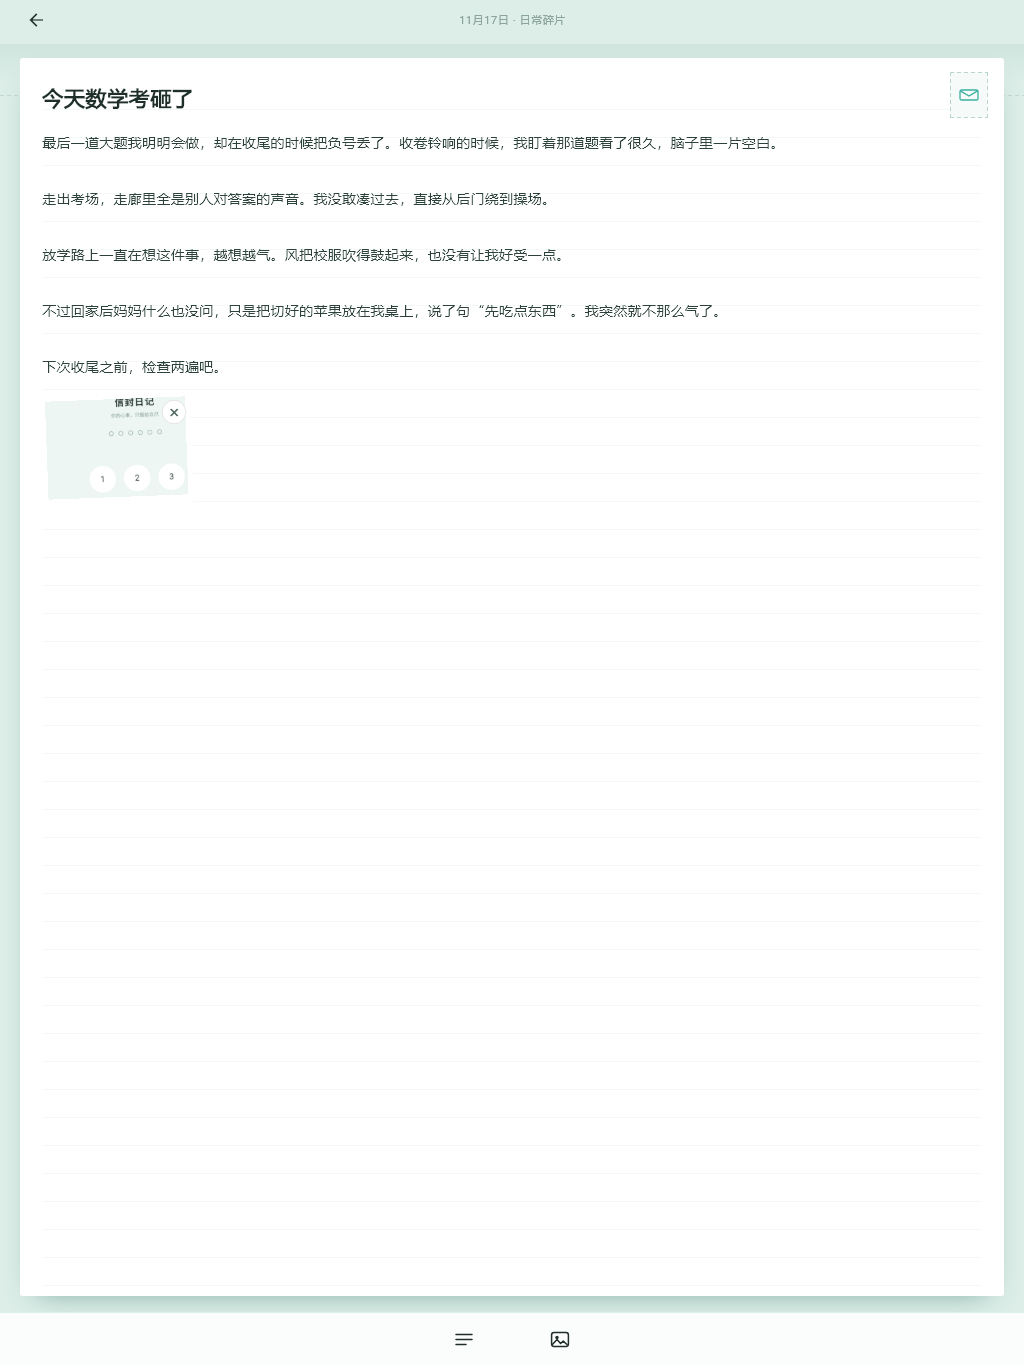 11月17日 · 日常碎片
今天数学考砸了
最后一道大题我明明会做，却在收尾的时候把负号丢了。收卷铃响的时候，我盯着那道题看了很久，脑子里一片空白。
走出考场，走廊里全是别人对答案的声音。我没敢凑过去，直接从后门绕到操场。
放学路上一直在想这件事，越想越气。风把校服吹得鼓起来，也没有让我好受一点。
不过回家后妈妈什么也没问，只是把切好的苹果放在我桌上，说了句“先吃点东西”。我突然就不那么气了。
下次收尾之前，检查两遍吧。
信封日记
1 2 3